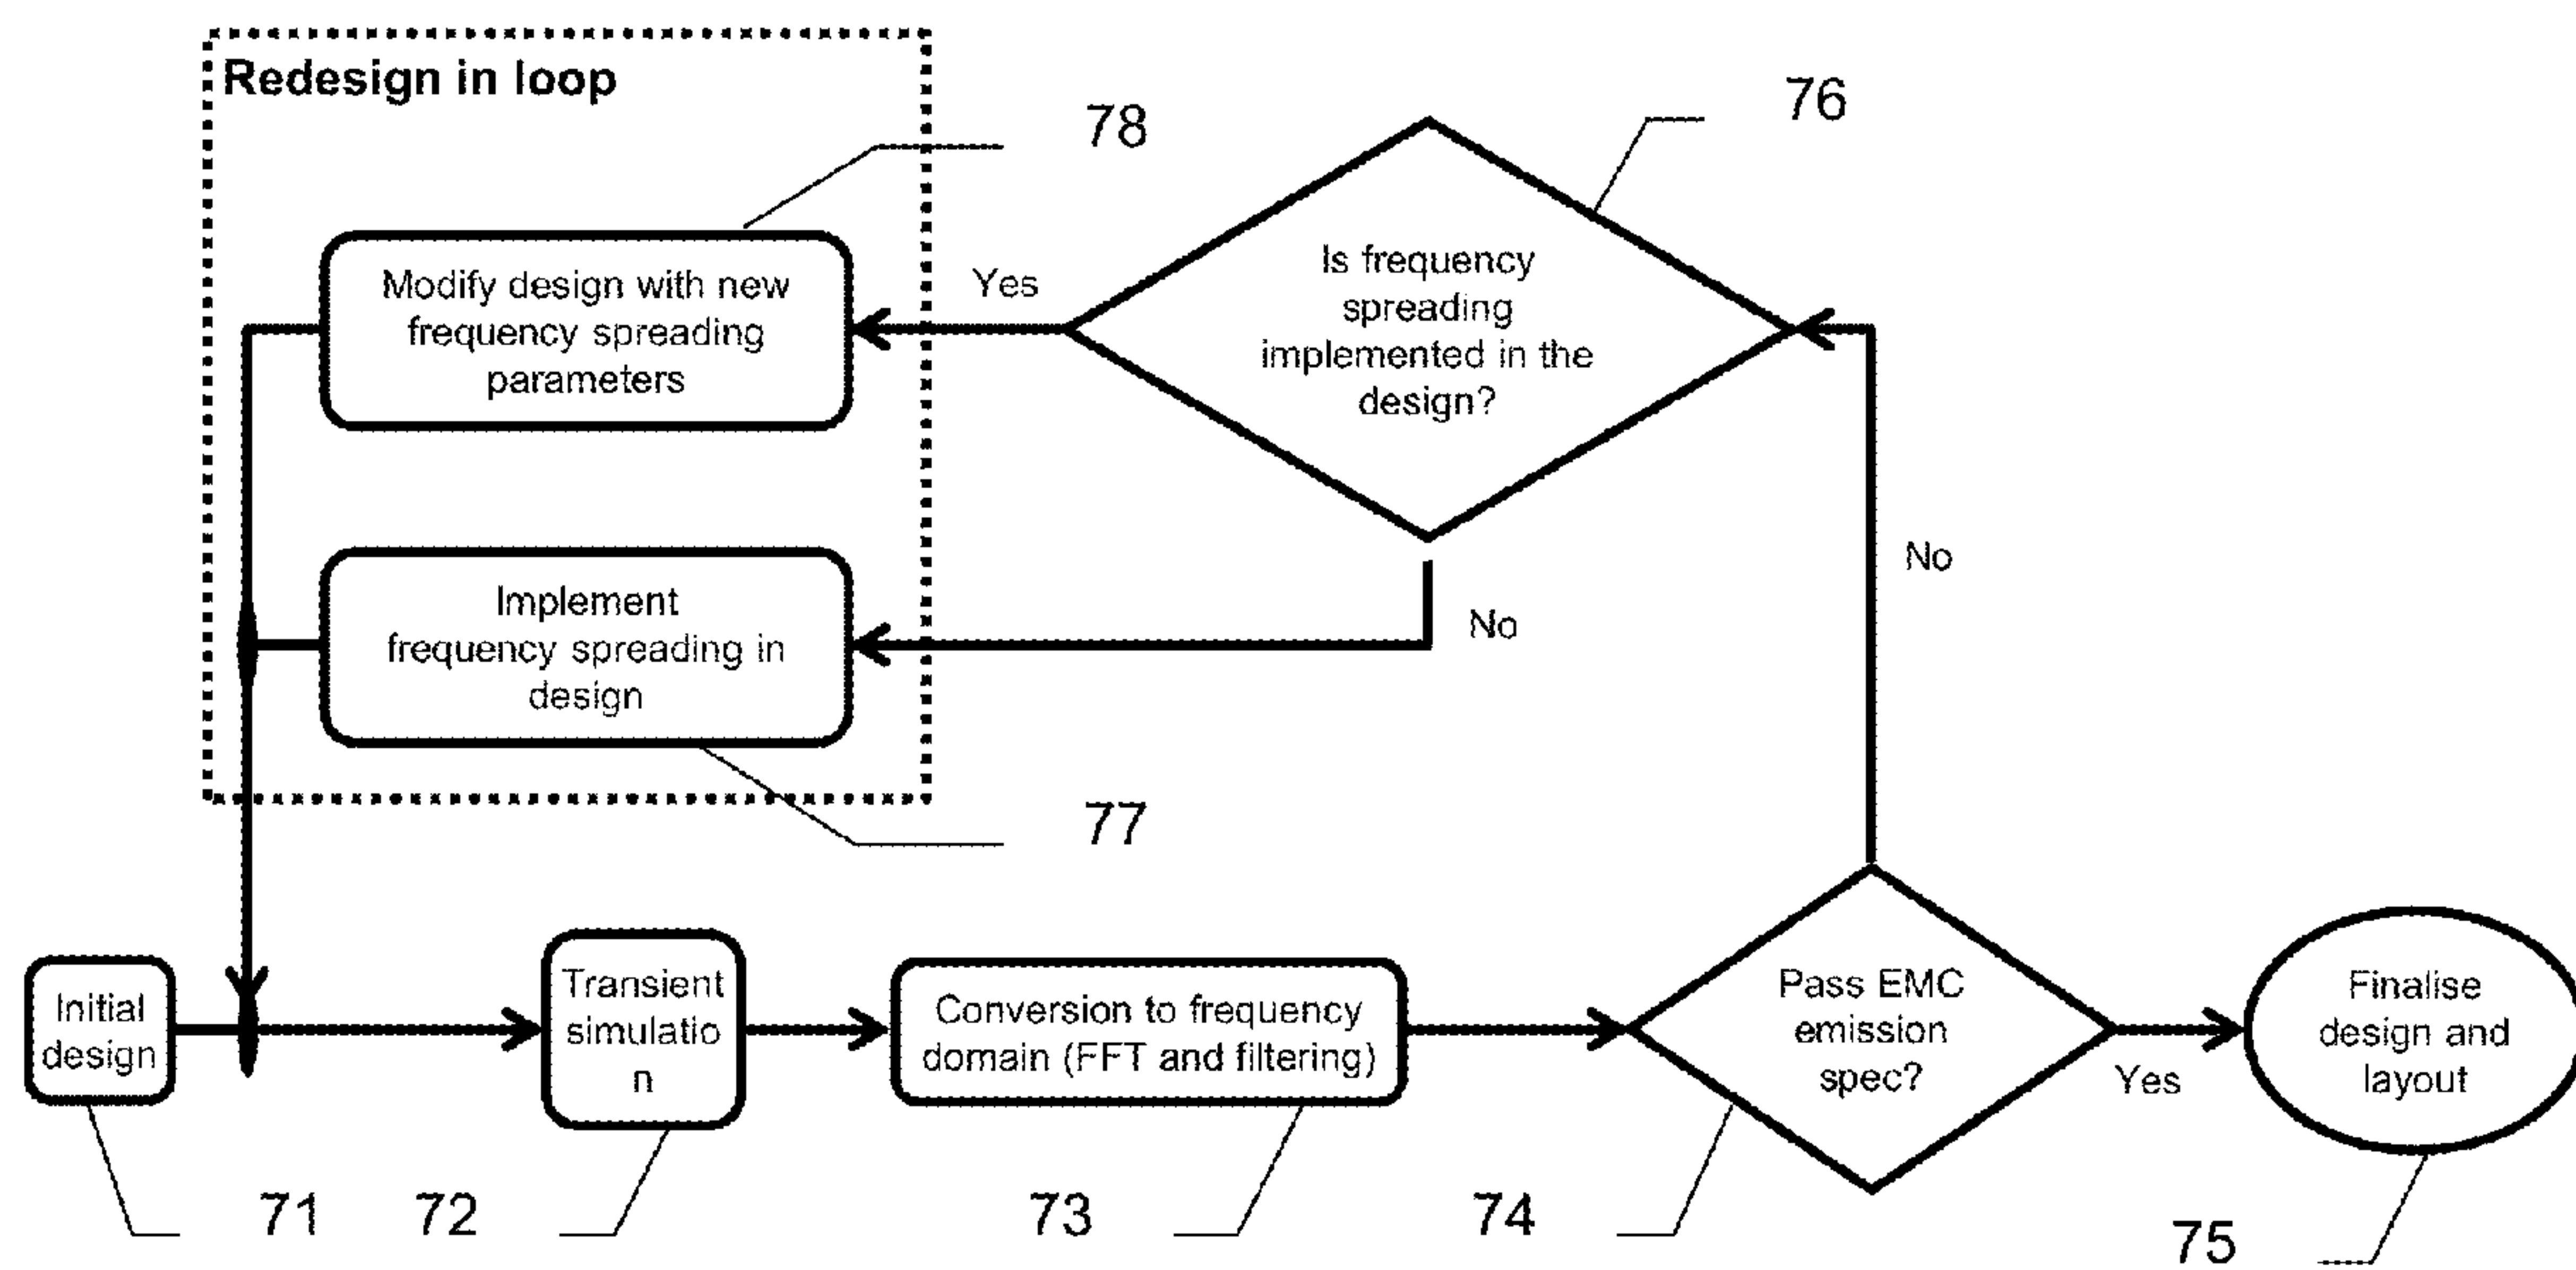 Redesign in loop
78
76
Modify design with new
frequency spreading
parameters
Yes
Is frequency
spreading
implemented in the
design?
No
Implement
frequency spreading in
design
No
77
Initial
design
Transient
simulatio
n
Conversion to frequency
domain (FFT and filtering)
Pass EMC
emission
spec?
Yes
Finalise
design and
layout
71
72
73
74
75